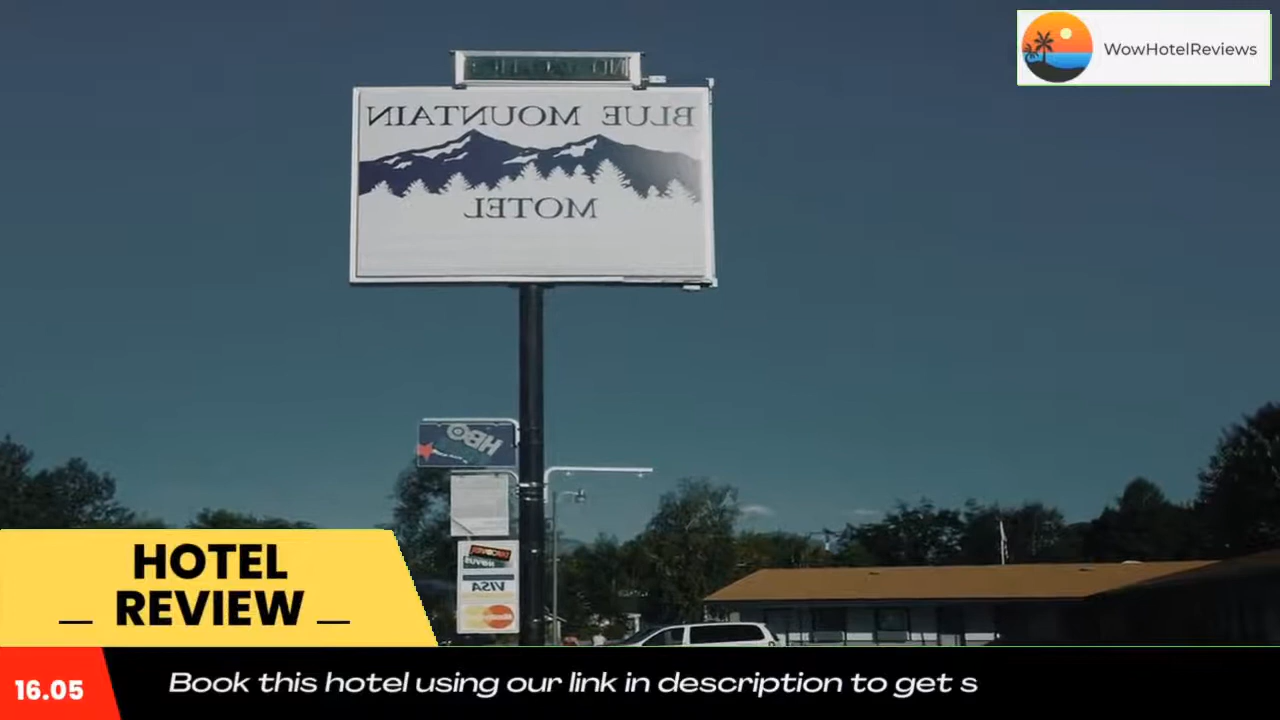 WowHotelReviews
BLUE MOUNTAIN
MOTEL
HBO
VISA
HOTEL
REVIEW
16.05
Book this hotel using our link in description to get s